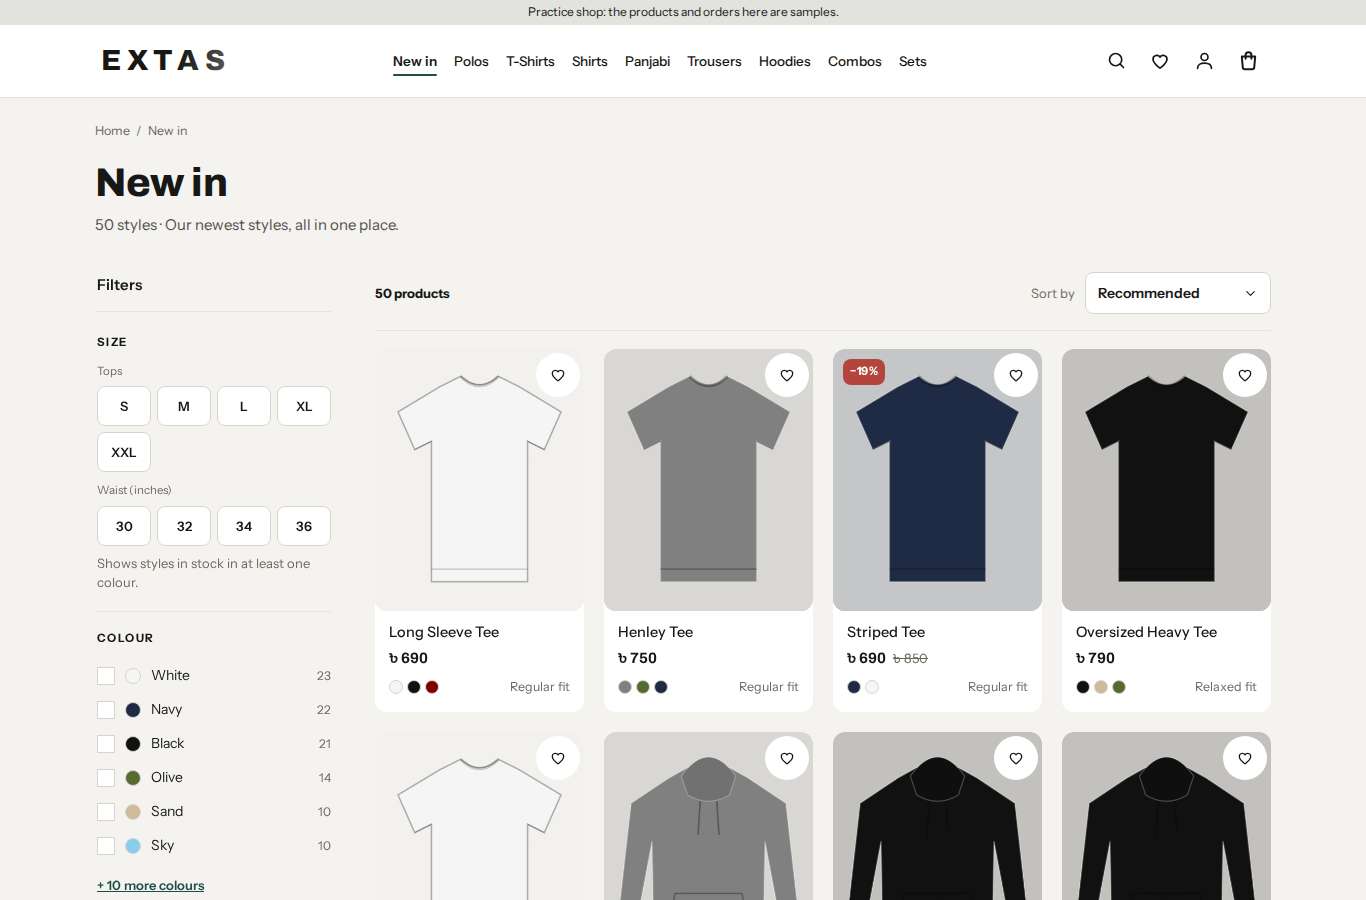 Practice shop: the products and orders here are samples.
EXTAS
New in Polos T-Shirts Shirts Panjabi Trousers Hoodies Combos Sets
Home / New in
New in
50 styles · Our newest styles, all in one place.
Filters
SIZE
Tops
S M L XL
XXL
Waist (inches)
30 32 34 36
Shows styles in stock in at least one
colour.
COLOUR
White 23
Navy 22
Black 21
Olive 14
Sand 10
Sky 10
+ 10 more colours
50 products
Sort by Recommended
−19%
Long Sleeve Tee
৳ 690
Regular fit
Henley Tee
৳ 750
Regular fit
Striped Tee
৳ 690 ৳ 850
Regular fit
Oversized Heavy Tee
৳ 790
Relaxed fit